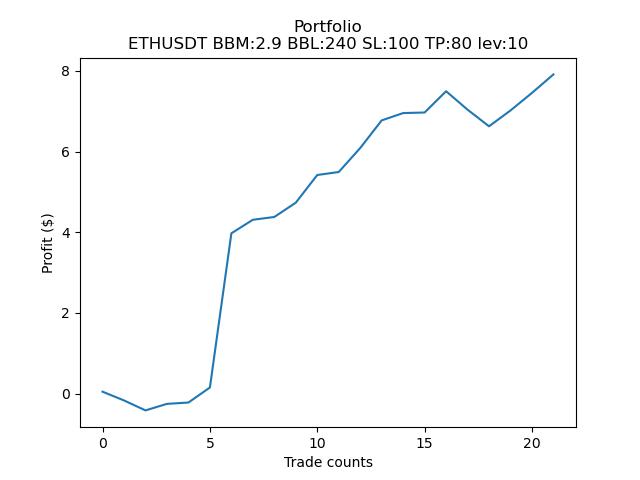 Portfolio
ETHUSDT BBM:2.9 BBL:240 SL:100 TP:80 lev:10
8
6
4
2
0
Profit ($)
0 5 10 15 20
Trade counts